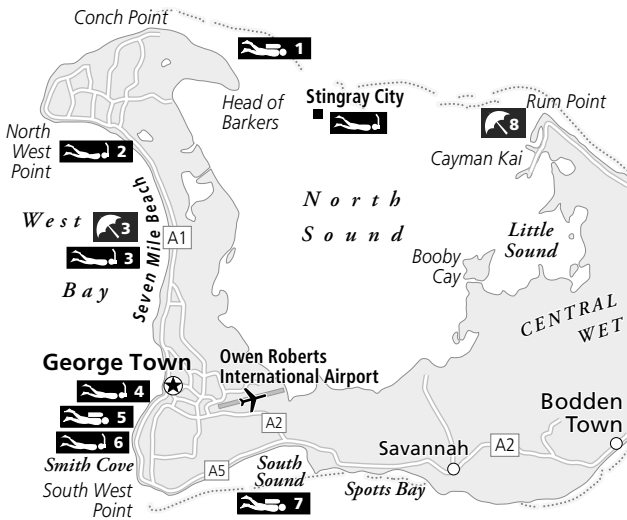 Conch Point
1
Head of
Barkers
Stingray City
Rum Point
8
North
West
Point
2
Cayman Kai
North
Sound
West
3
Seven Mile Beach
A1
3
Bay
Little
Sound
Booby
Cay
CENTRAL
WET
George Town
Owen Roberts
International Airport
4
5
6
Smith Cove
A2
Bodden
Town
Savannah
A2
South West
Point
A5
South
Sound
7
Spotts Bay